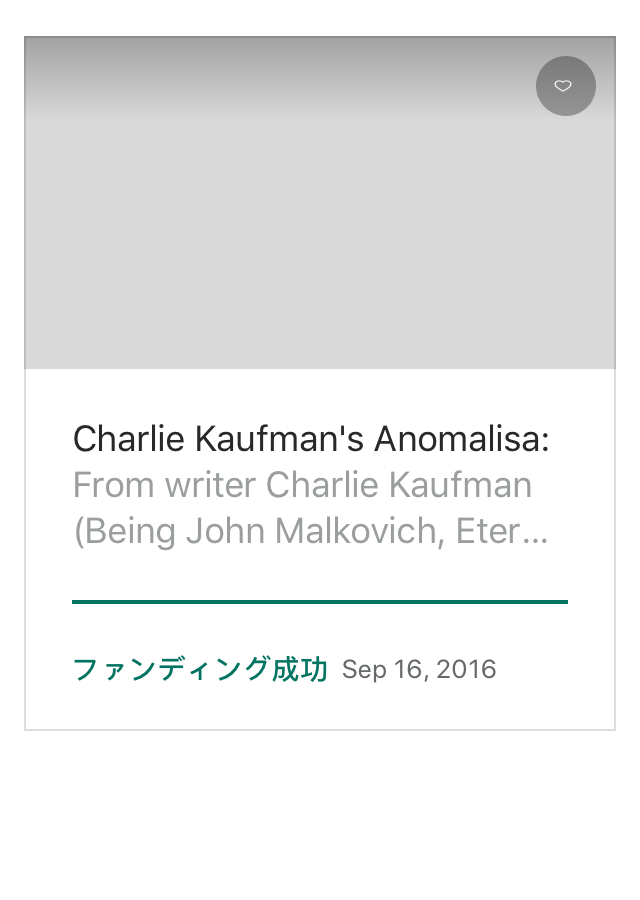 Charlie Kaufman's Anomalisa:
From writer Charlie Kaufman
(Being John Malkovich, Eter...
ファンディング成功 Sep 16, 2016